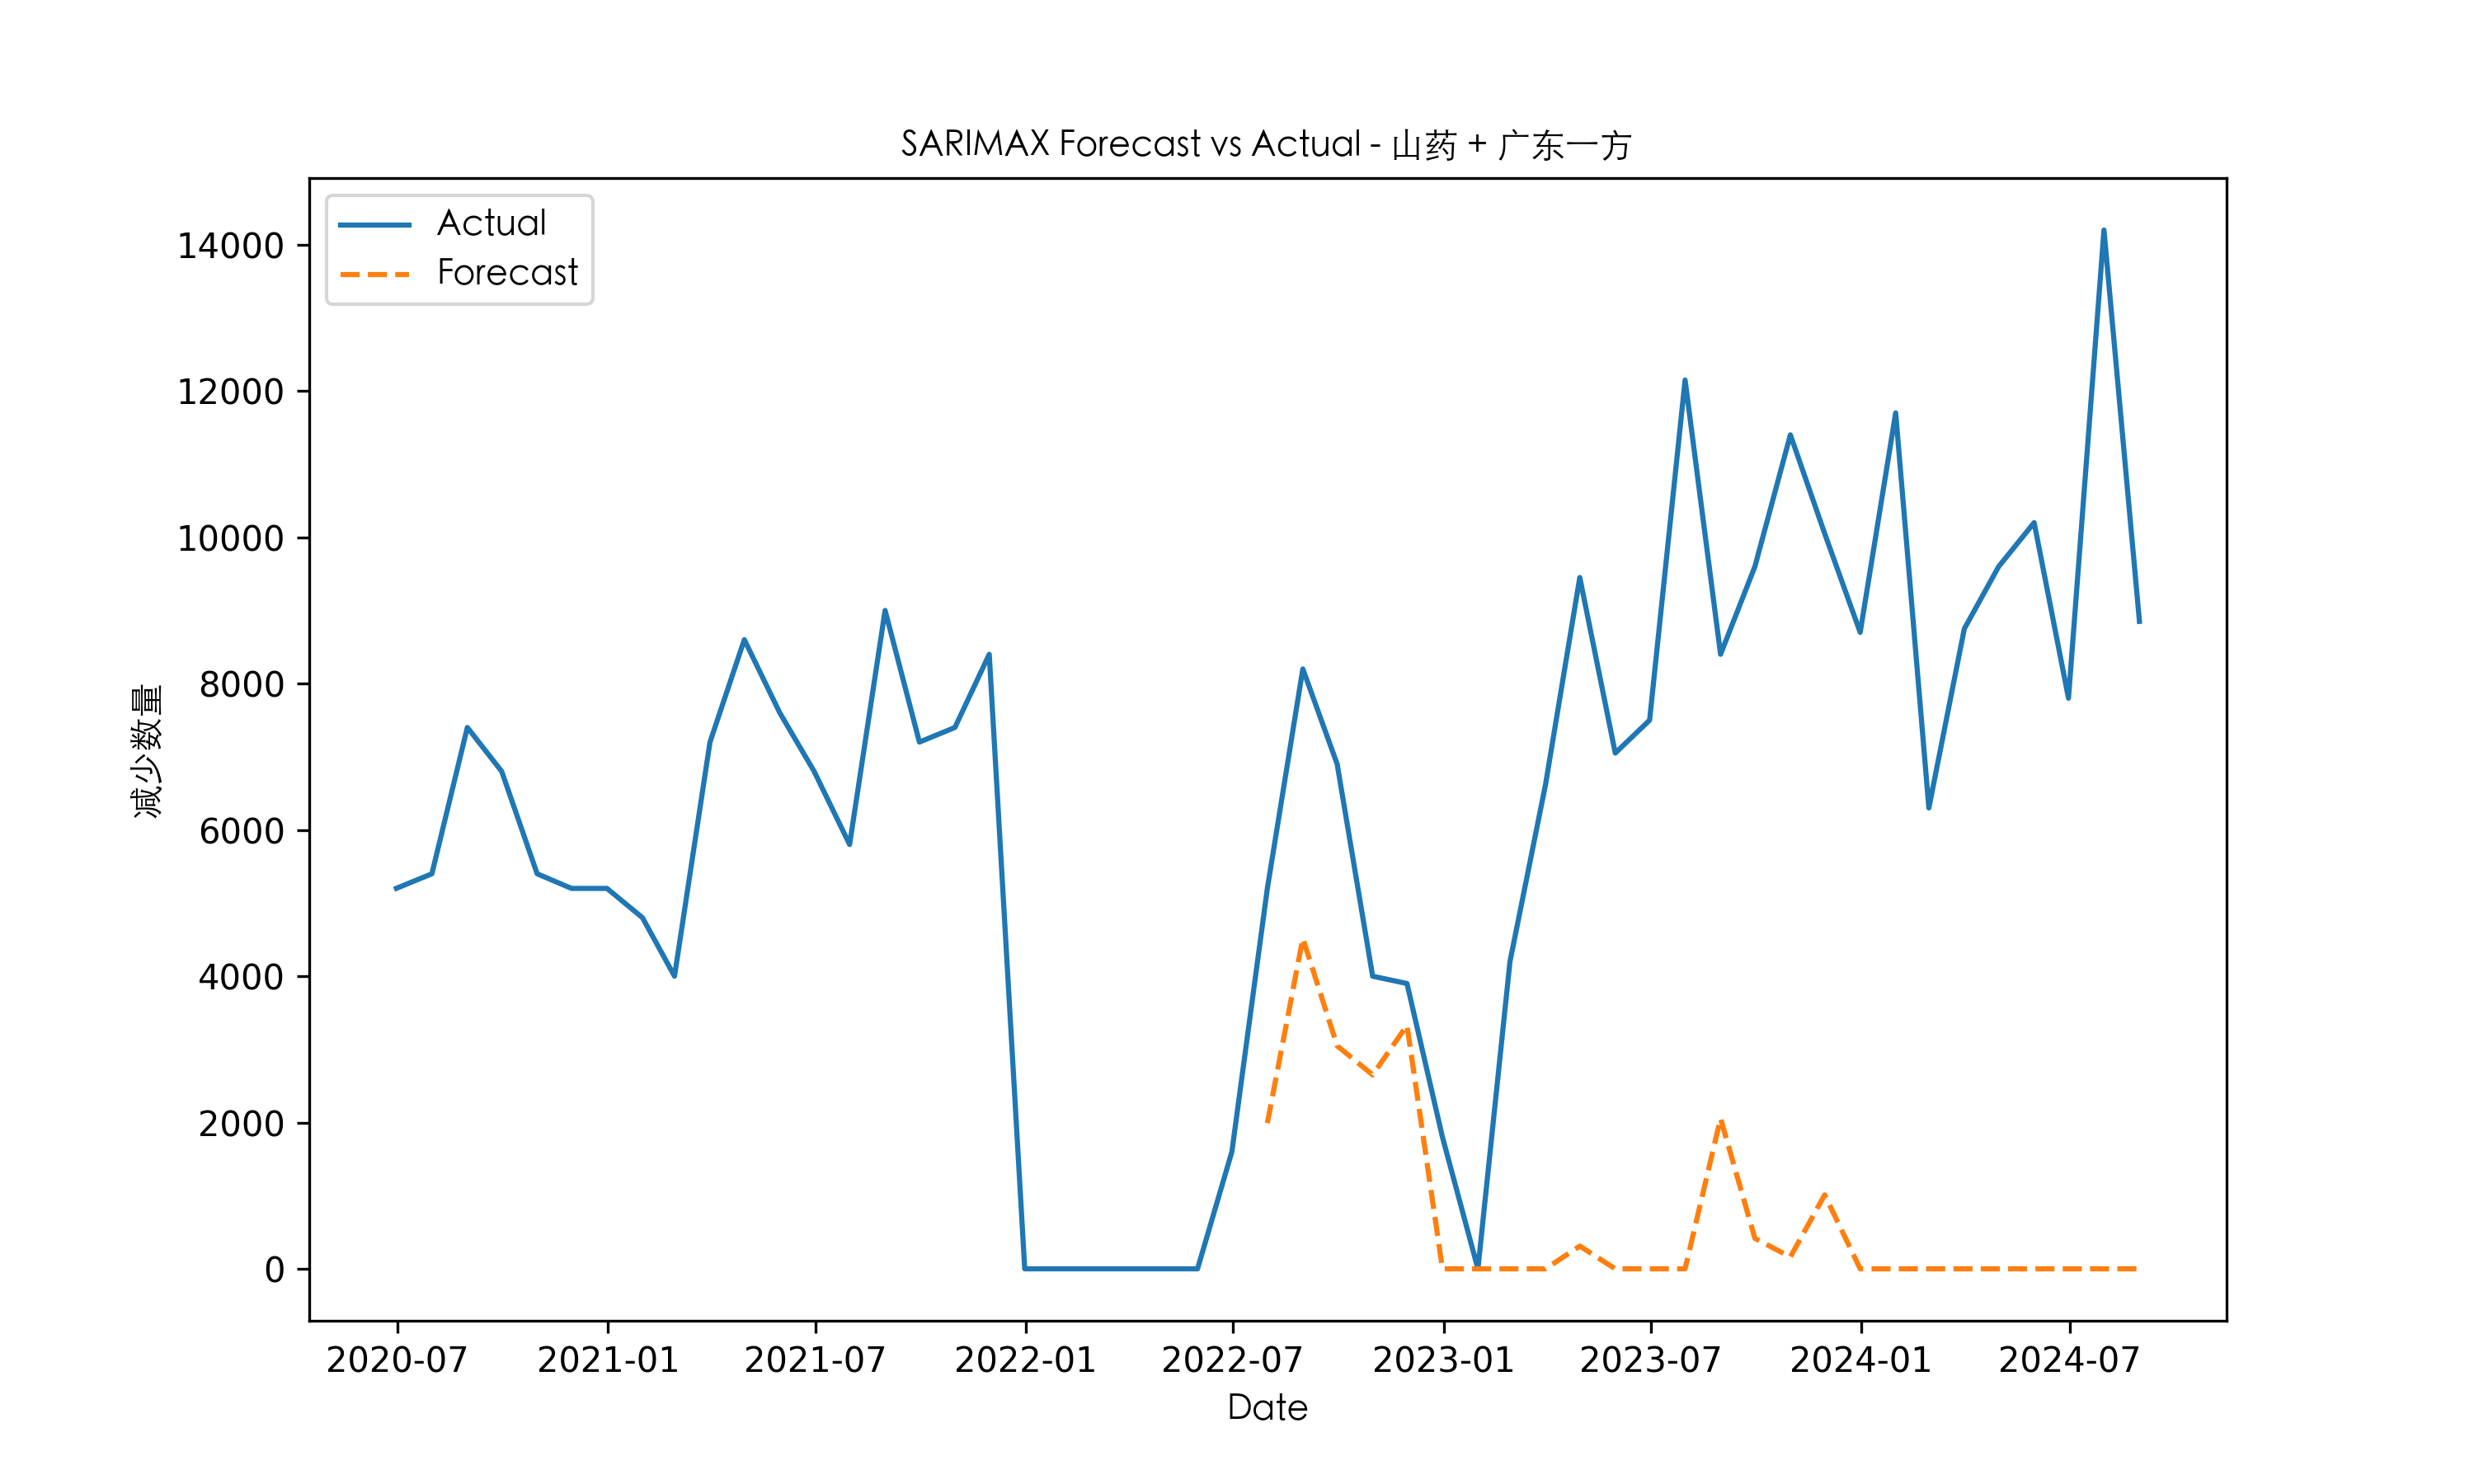 SARIMAX Forecast vs Actual - 山药 + 广东一方
Actual
Forecast
减少数量
14000
12000
10000
8000
6000
4000
2000
0
2020-07 2021-01 2021-07 2022-01 2022-07 2023-01 2023-07 2024-01 2024-07
Date